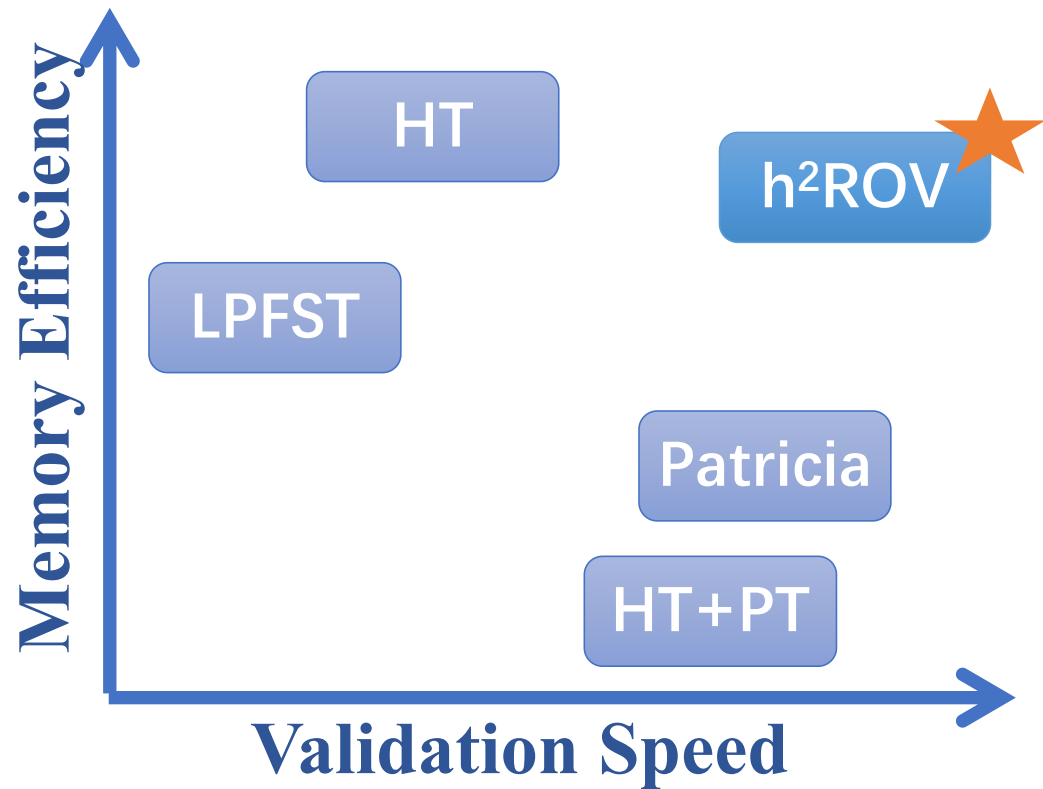 Memory Efficiency
HT
h²ROV
LPFST
Patricia
HT+PT
Validation Speed